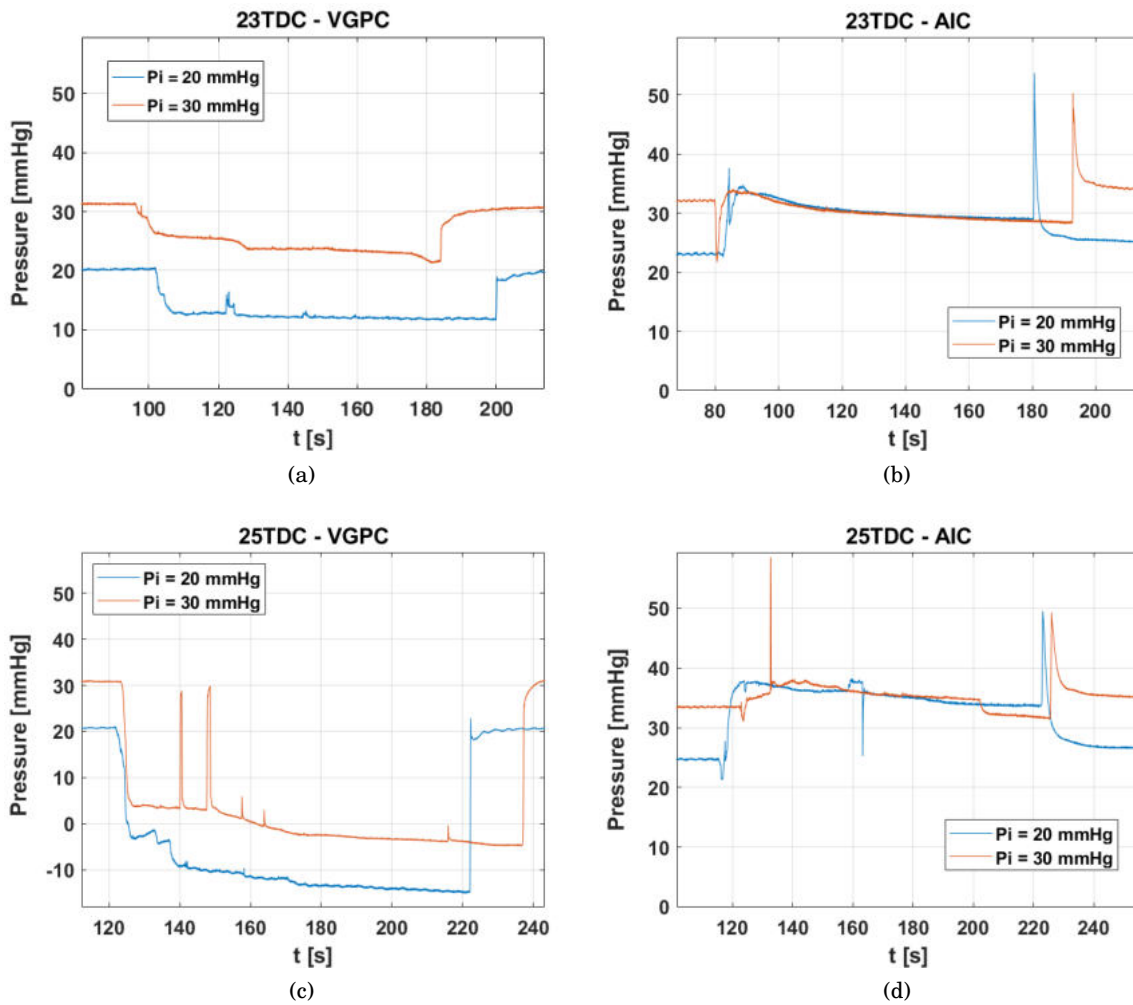 23TDC - VGPC
Pressure [mmHg]
50
40
30
20
10
0
Pi = 20 mmHg
Pi = 30 mmHg
100 120 140 160 180 200
t [s]
(a)
23TDC - AIC
Pressure [mmHg]
50
40
30
20
10
0
Pi = 20 mmHg
Pi = 30 mmHg
80 100 120 140 160 180 200
t [s]
(b)
25TDC - VGPC
Pressure [mmHg]
50
40
30
20
10
0
-10
Pi = 20 mmHg
Pi = 30 mmHg
120 140 160 180 200 220 240
t [s]
(c)
25TDC - AIC
Pressure [mmHg]
50
40
30
20
10
0
Pi = 20 mmHg
Pi = 30 mmHg
120 140 160 180 200 220 240
t [s]
(d)